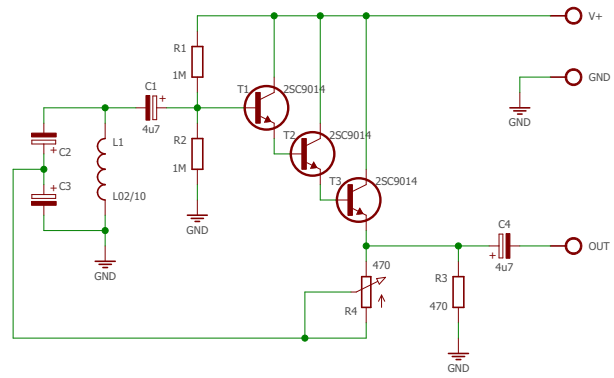 V+
R1
1M
C1
4u7
T1
2SC9014
GND
GND
C2
L1
R2
1M
T2
2SC9014
C3
L02/10
T3
2SC9014
GND
GND
C4
4u7
OUT
470
R4
R3
470
GND